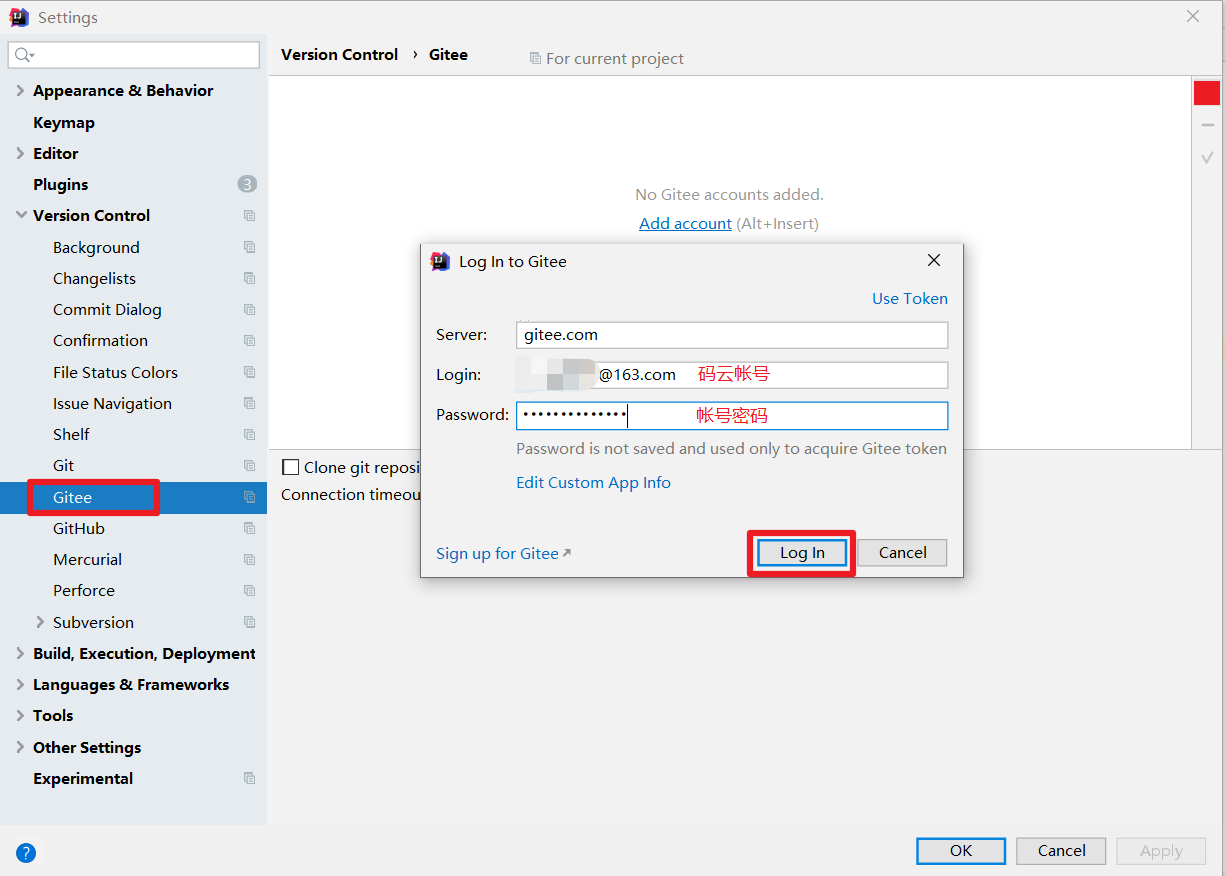 Settings
Version Control › Gitee
For current project
Appearance & Behavior
Keymap
Editor
Plugins
3
Version Control
Background
Changelists
Commit Dialog
Confirmation
File Status Colors
Issue Navigation
Shelf
Git
Gitee
GitHub
Mercurial
Perforce
Subversion
Build, Execution, Deployment
Languages & Frameworks
Tools
Other Settings
Experimental
No Gitee accounts added.
Add account (Alt+Insert)
Log In to Gitee
Use Token
Server: gitee.com
Login: @163.com 码云帐号
Password: •••••••••••••• 帐号密码
Password is not saved and used only to acquire Gitee token
Edit Custom App Info
Sign up for Gitee
Log In
Cancel
Clone git reposi
Connection timeou
?
OK
Cancel
Apply